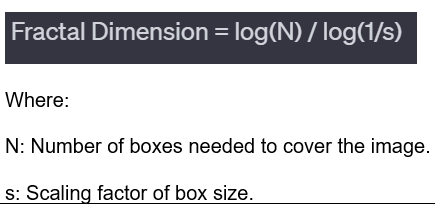 Fractal Dimension = log(N) / log(1/s)
Where:
N: Number of boxes needed to cover the image.
s: Scaling factor of box size.